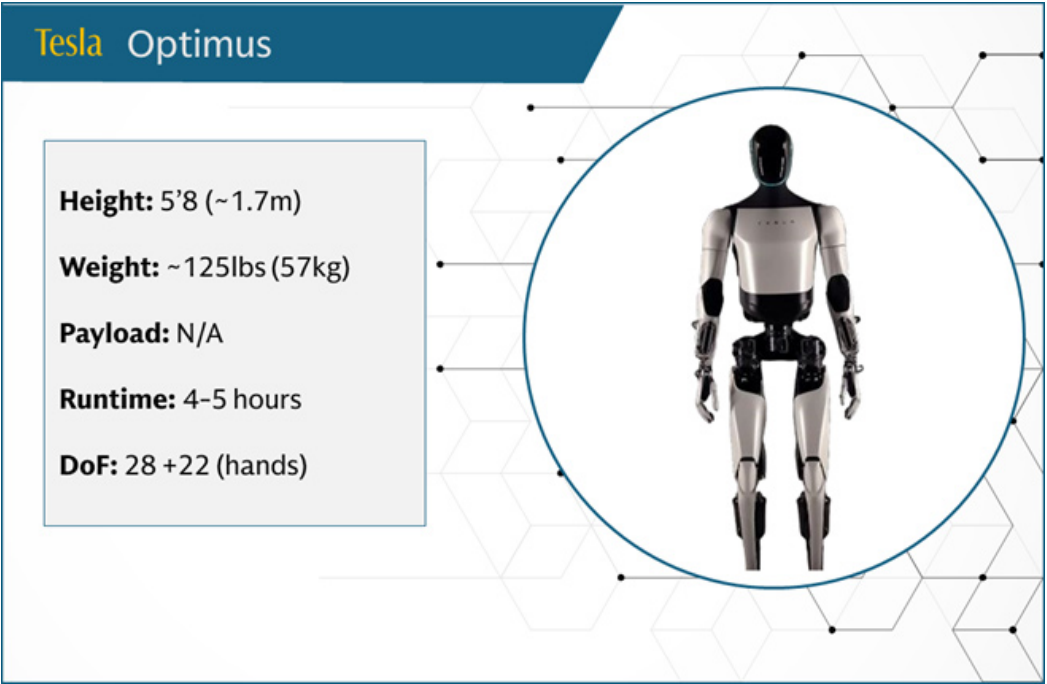 Tesla Optimus
Height: 5’8 (~1.7m)
Weight: ~125lbs (57kg)
Payload: N/A
Runtime: 4–5 hours
DoF: 28 +22 (hands)
TESLA